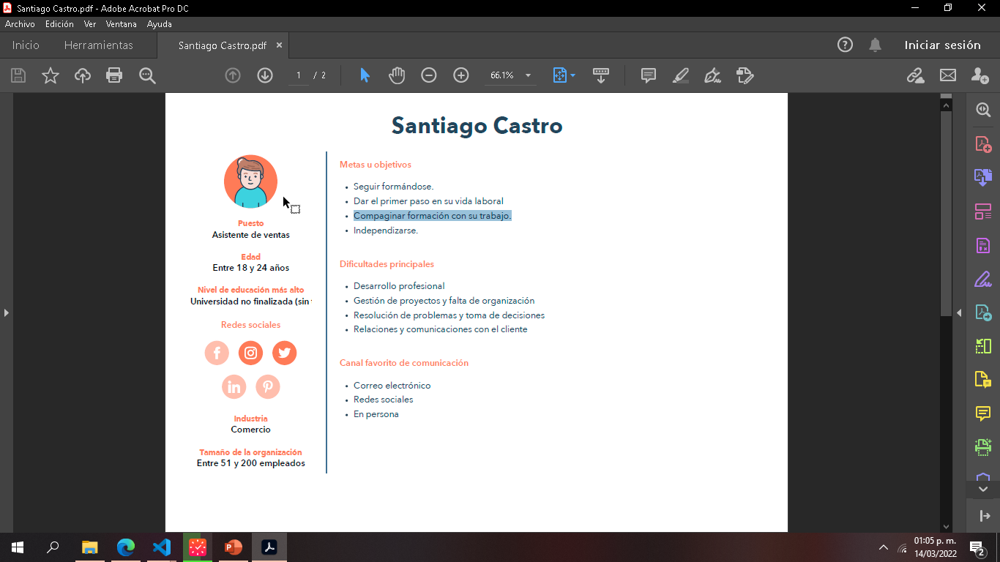 Santiago Castro.pdf - Adobe Acrobat Pro DC
Archivo Edición Ver Ventana Ayuda
Inicio Herramientas Santiago Castro.pdf × Iniciar sesión
1 / 2 66.1%
Santiago Castro
Puesto
Asistente de ventas
Edad
Entre 18 y 24 años
Nivel de educación más alto
Universidad no finalizada (sin
Redes sociales
Industria
Comercio
Tamaño de la organización
Entre 51 y 200 empleados
Metas u objetivos
• Seguir formándose.
• Dar el primer paso en su vida laboral
• Compaginar formación con su trabajo.
• Independizarse.
Dificultades principales
• Desarrollo profesional
• Gestión de proyectos y falta de organización
• Resolución de problemas y toma de decisiones
• Relaciones y comunicaciones con el cliente
Canal favorito de comunicación
• Correo electrónico
• Redes sociales
• En persona
01:05 p. m.
14/03/2022
2